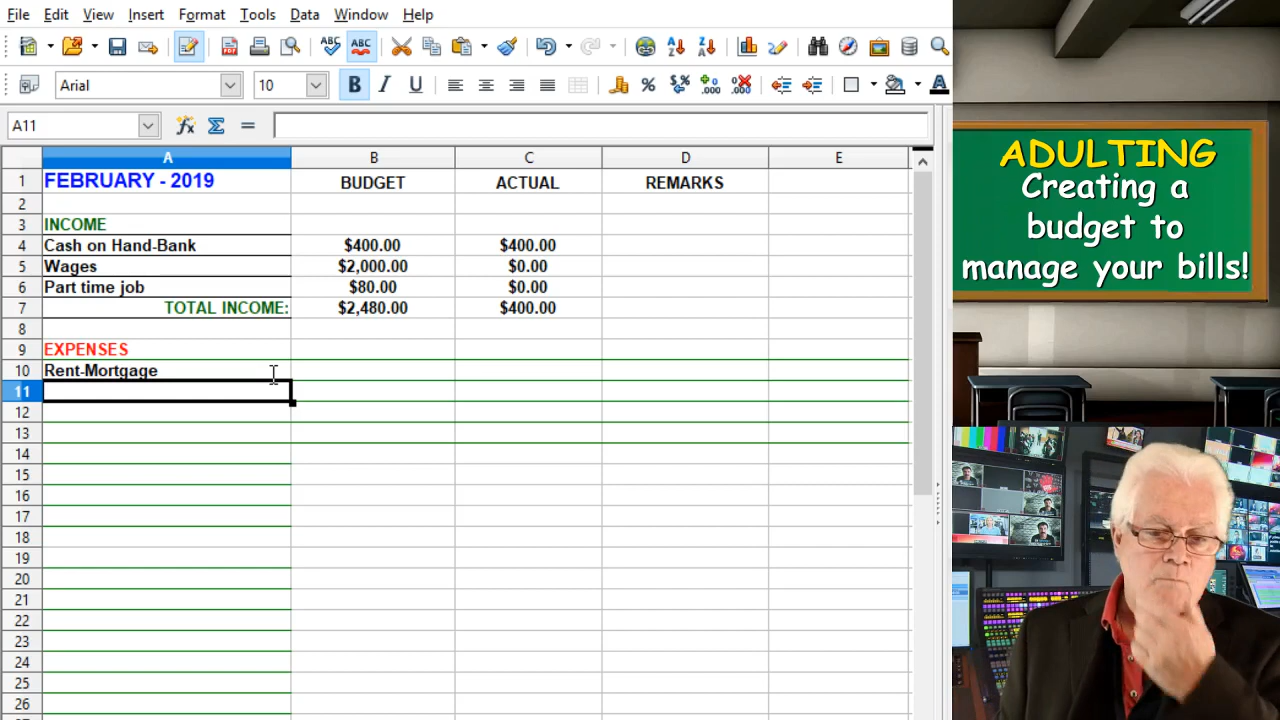 File Edit View Insert Format Tools Data Window Help
Arial 10
A11
A B C D E
1 FEBRUARY - 2019 BUDGET ACTUAL REMARKS
2
3 INCOME
4 Cash on Hand-Bank $400.00 $400.00
5 Wages $2,000.00 $0.00
6 Part time job $80.00 $0.00
7 TOTAL INCOME: $2,480.00 $400.00
8
9 EXPENSES
10 Rent-Mortgage
11
12
13
14
15
16
17
18
19
20
21
22
23
24
25
26
ADULTING
Creating a
budget to
manage your bills!